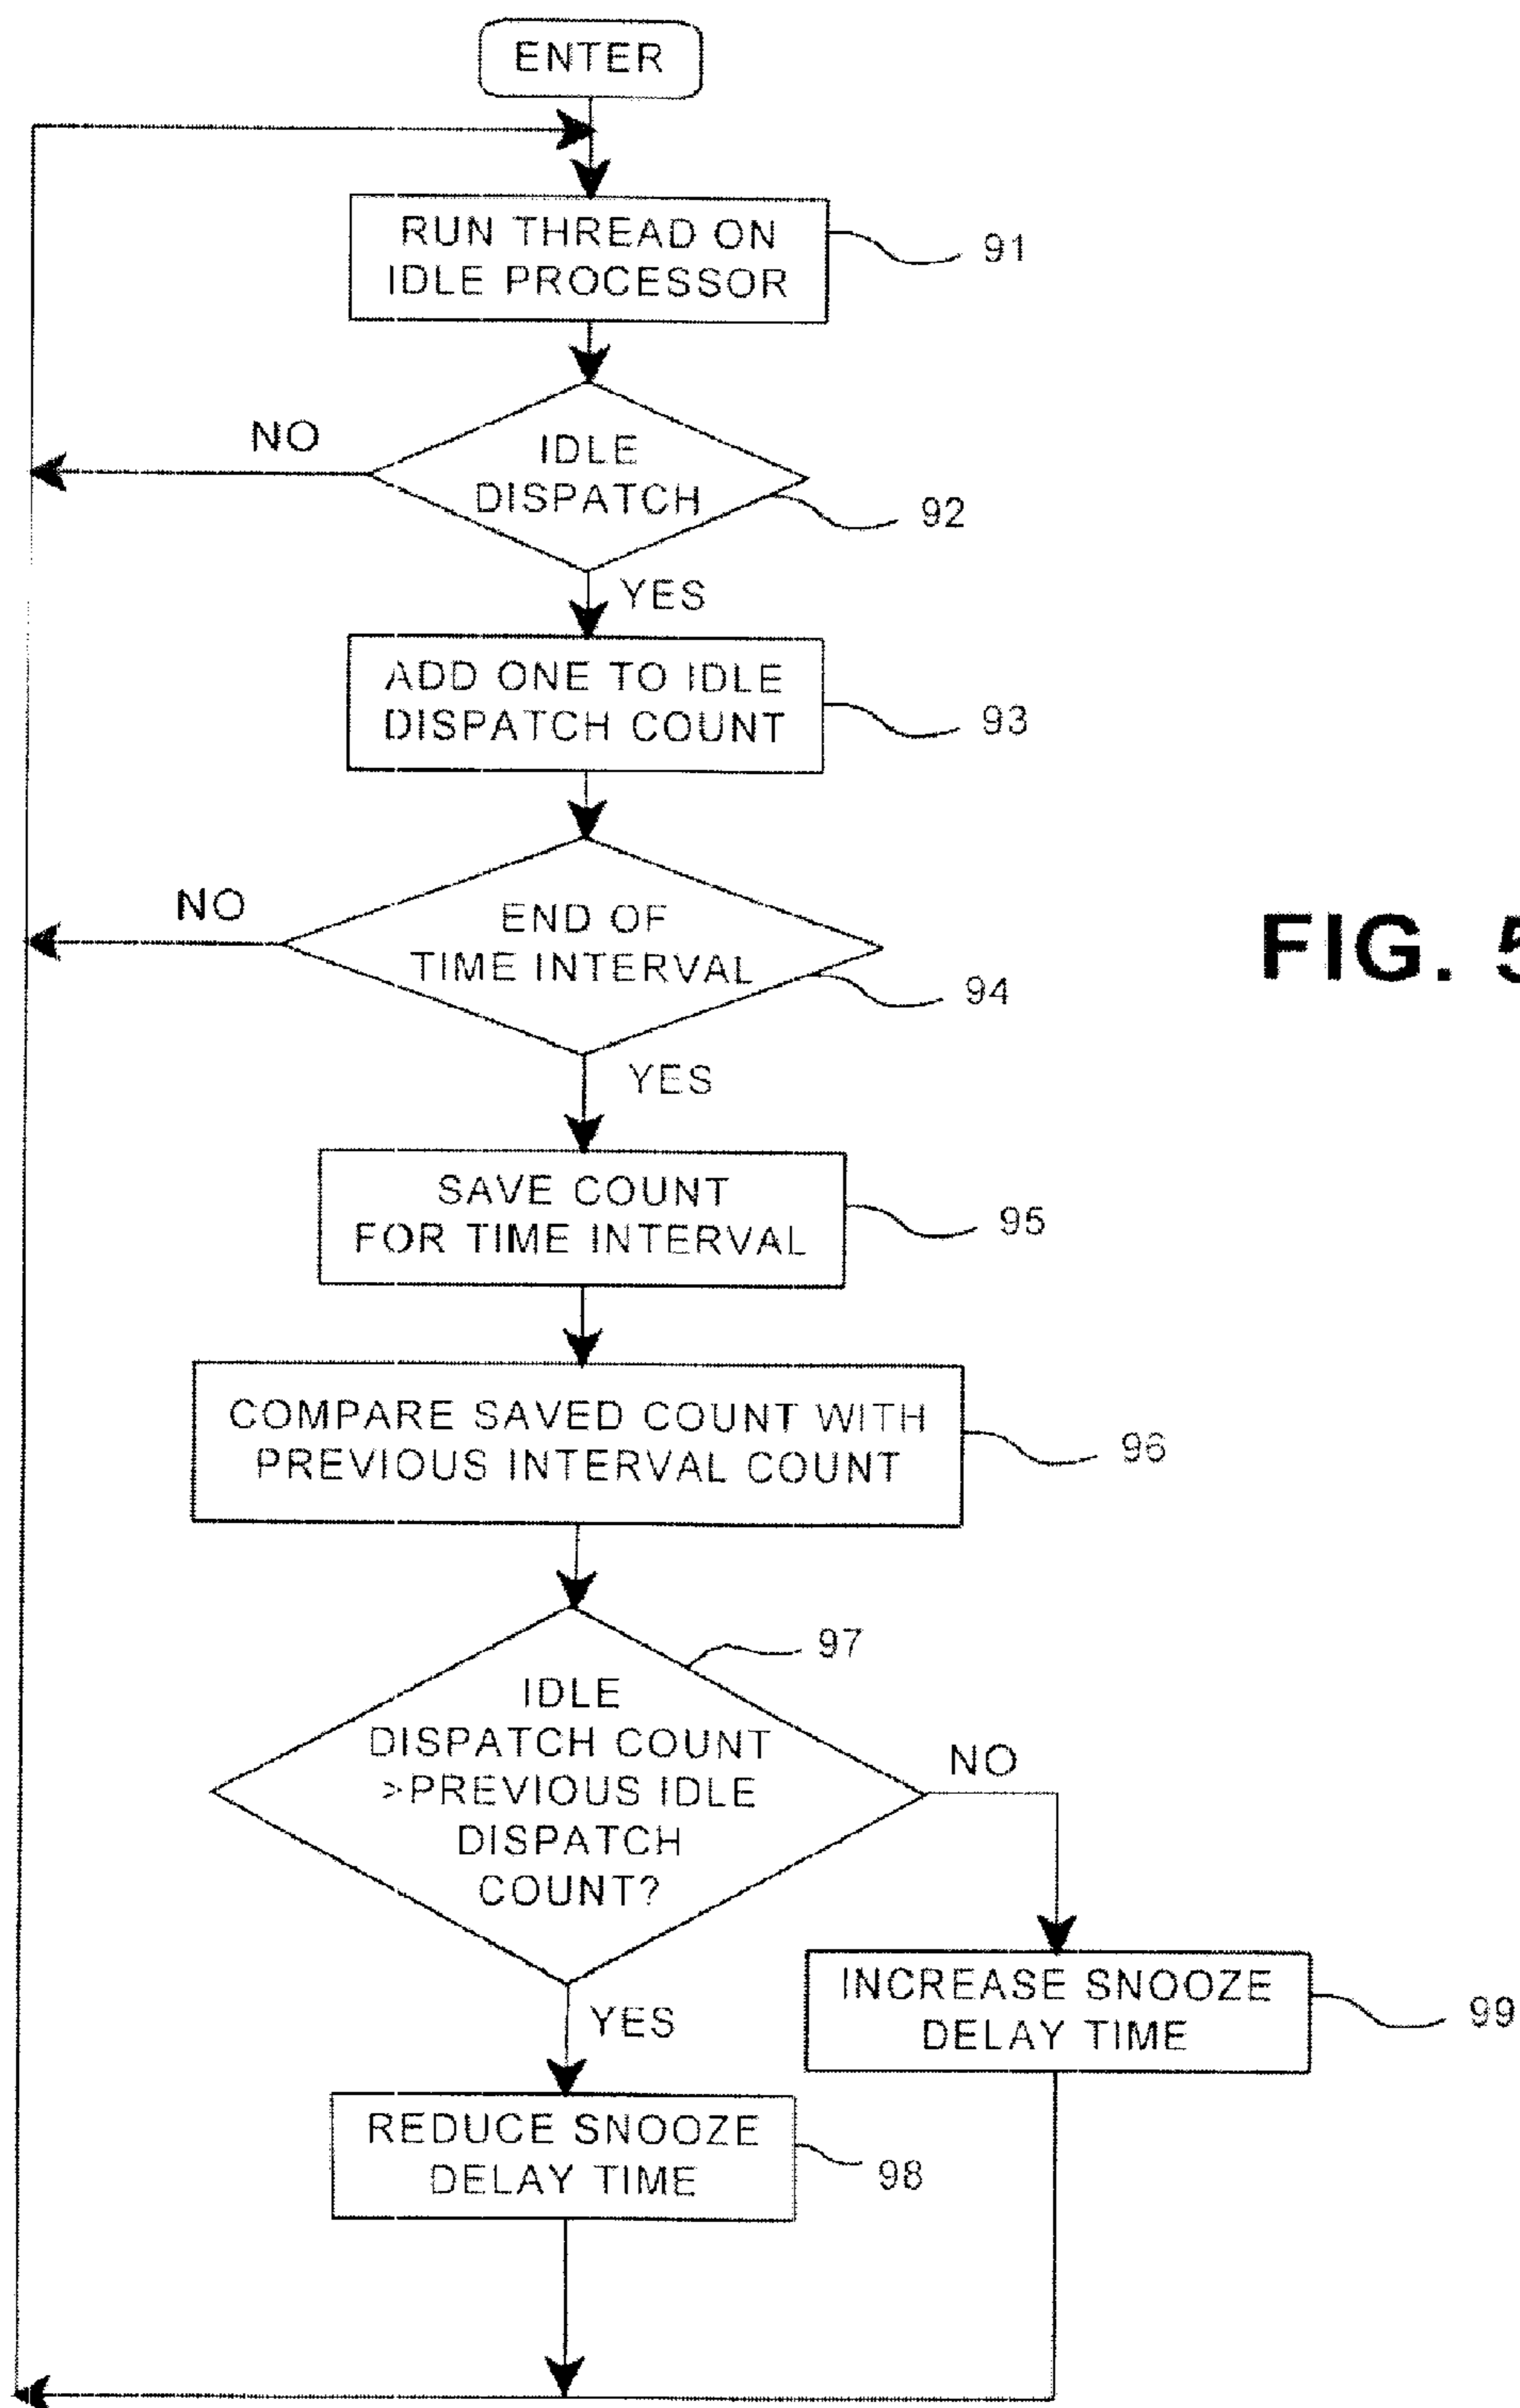 ENTER
RUN THREAD ON
IDLE PROCESSOR
91
NO
IDLE
DISPATCH
92
YES
ADD ONE TO IDLE
DISPATCH COUNT
93
NO
END OF
TIME INTERVAL
94
FIG. 5
YES
SAVE COUNT
FOR TIME INTERVAL
95
COMPARE SAVED COUNT WITH
PREVIOUS INTERVAL COUNT
96
97
IDLE
DISPATCH COUNT
>PREVIOUS IDLE
DISPATCH
COUNT?
NO
YES
INCREASE SNOOZE
DELAY TIME
99
REDUCE SNOOZE
DELAY TIME
98